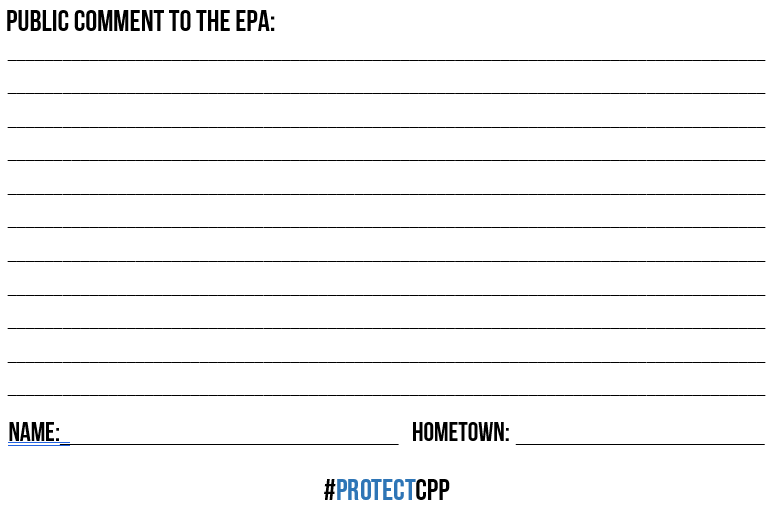 PUBLIC COMMENT TO THE EPA:
NAME: HOMETOWN:
#PROTECTCPP